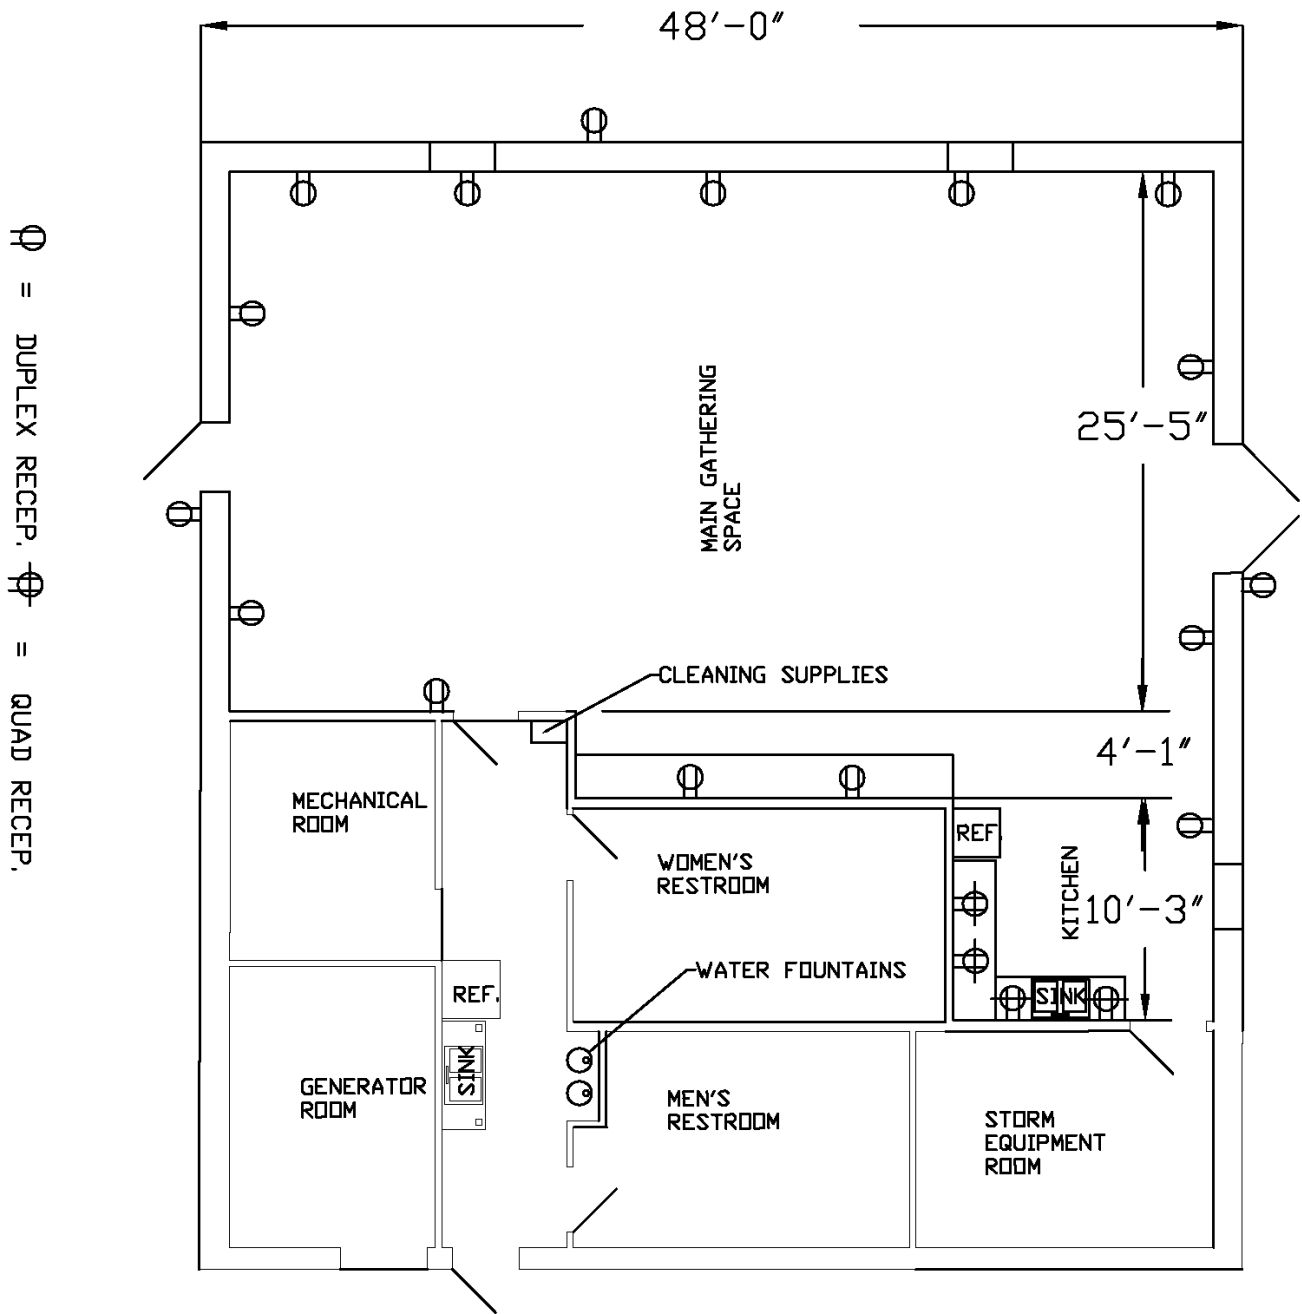 48'-0"
= DUPLEX RECEP.
= QUAD RECEP.
MAIN GATHERING
SPACE
25'-5"
CLEANING SUPPLIES
4'-1"
MECHANICAL
ROOM
WOMEN'S
RESTROOM
REF.
KITCHEN
10'-3"
WATER FOUNTAINS
REF.
SINK
SINK
GENERATOR
ROOM
MEN'S
RESTROOM
STORM
EQUIPMENT
ROOM